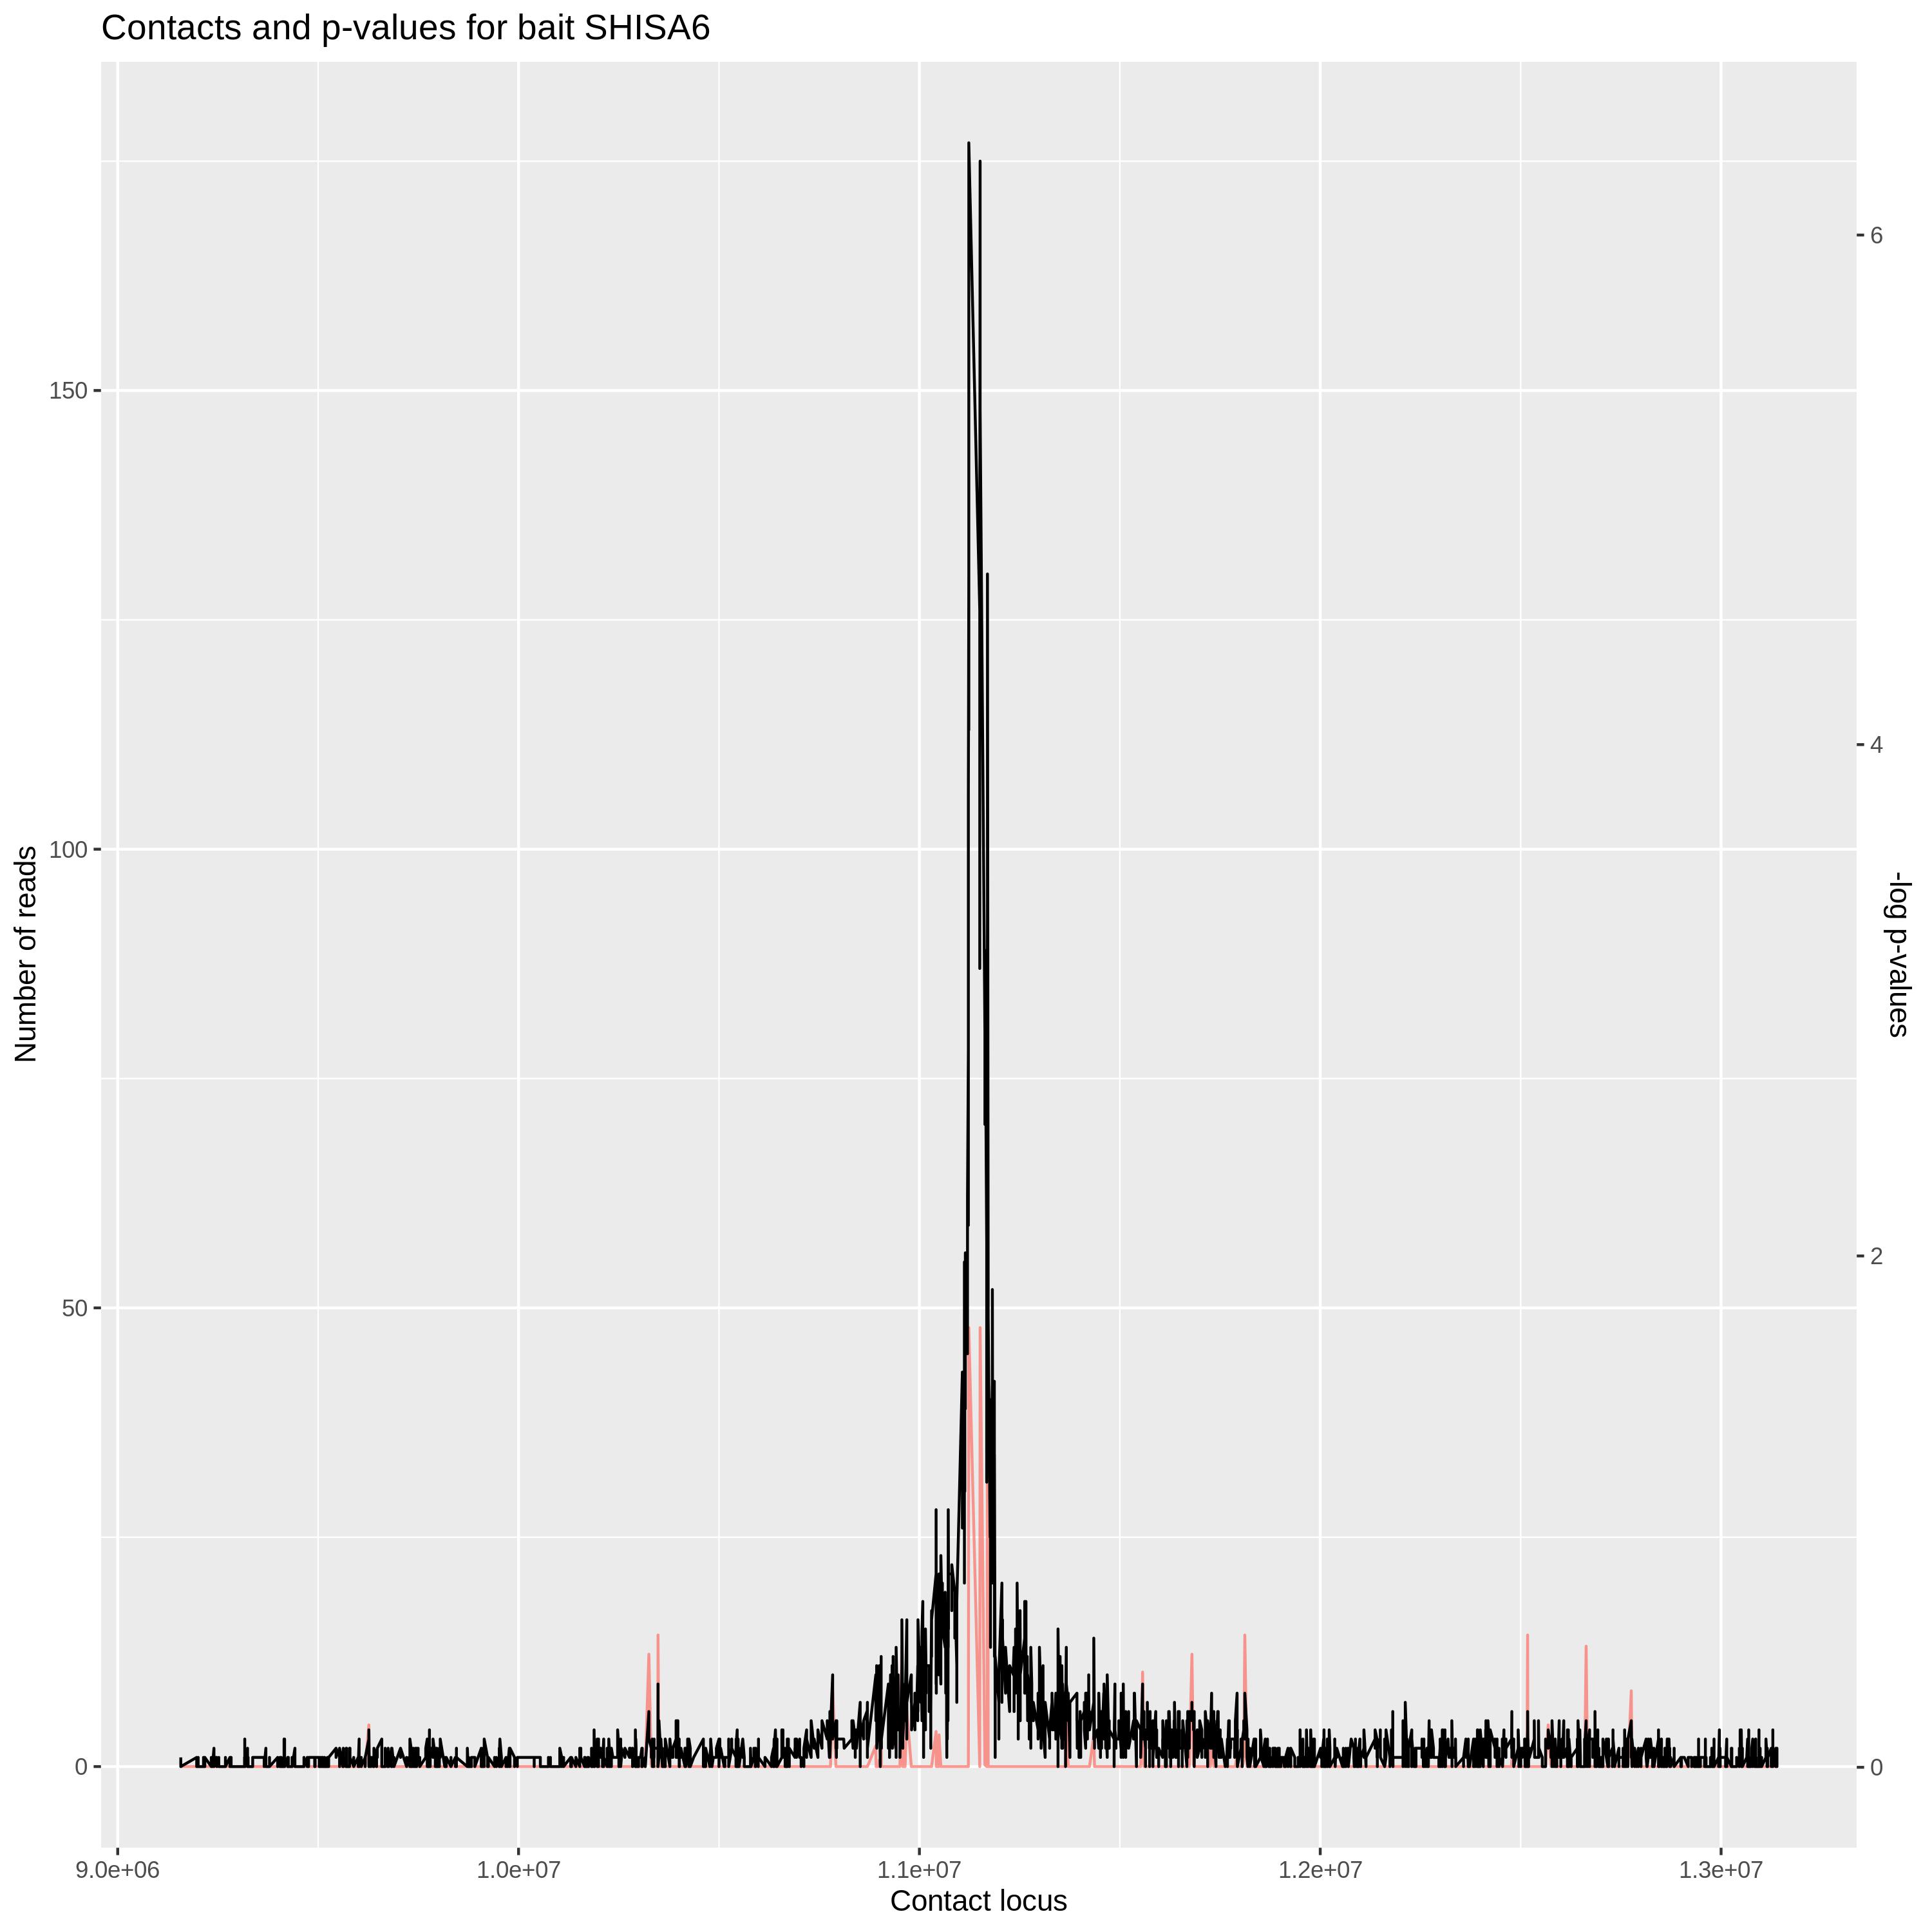 Contacts and p-values for bait SHISA6
150
100
50
0
Number of reads
6
4
2
0
-log p-values
9.0e+06
1.0e+07
1.1e+07
1.2e+07
1.3e+07
Contact locus